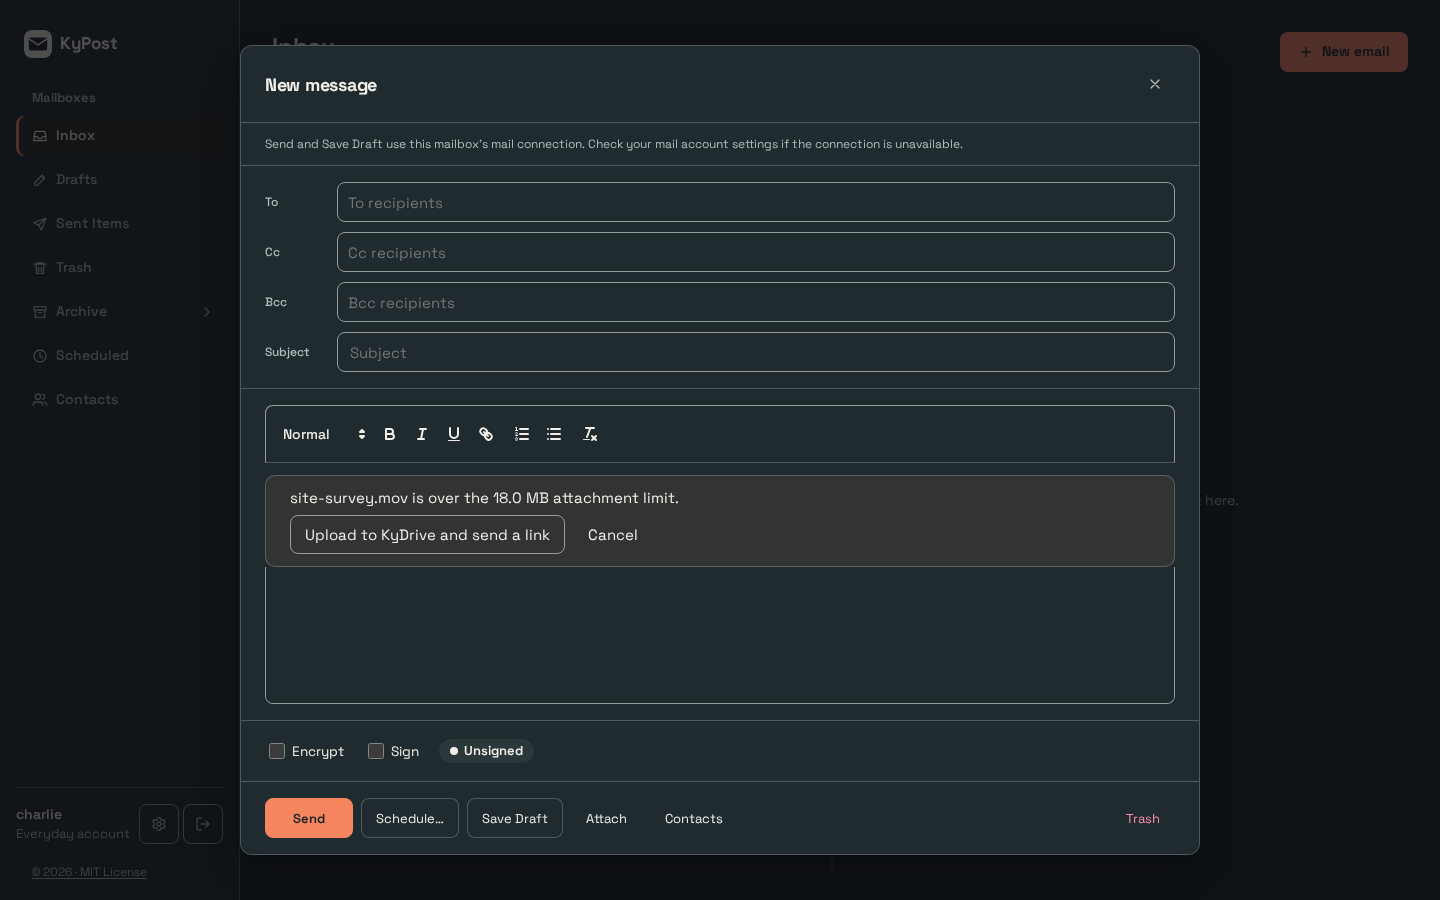 KyPost
Inbox
New email
Mailboxes
Inbox
Drafts
Sent Items
Trash
Archive
Scheduled
Contacts
New message
Send and Save Draft use this mailbox's mail connection. Check your mail account settings if the connection is unavailable.
To
To recipients
Cc
Cc recipients
Bcc
Bcc recipients
Subject
Subject
Normal
site-survey.mov is over the 18.0 MB attachment limit.
Upload to KyDrive and send a link
Cancel
here.
Encrypt
Sign
Unsigned
Send
Schedule…
Save Draft
Attach
Contacts
Trash
charlie
Everyday account
© 2026 · MIT License